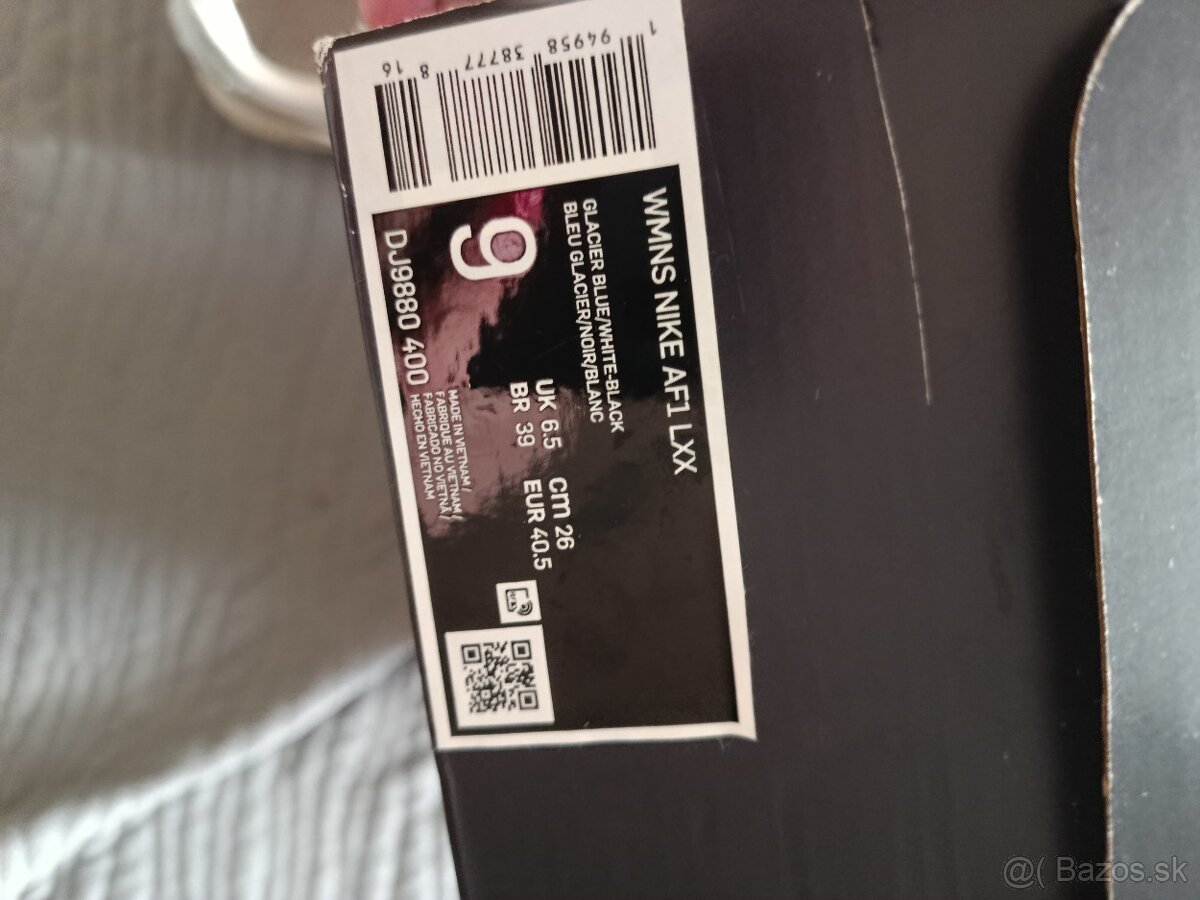 1 94958 38777 8 16
WMNS NIKE AF1 LXX
GLACIER BLUE/WHITE-BLACK
BLEU GLACIER/NOIR/BLANC
9
UK 6.5 cm 26
BR 39 EUR 40.5
DJ9880 400
MADE IN VIETNAM /
FABRIQUE AU VIETNAM /
FABRICADO NO VIETNÃ /
HECHO EN VIETNAM
@( Bazos.sk